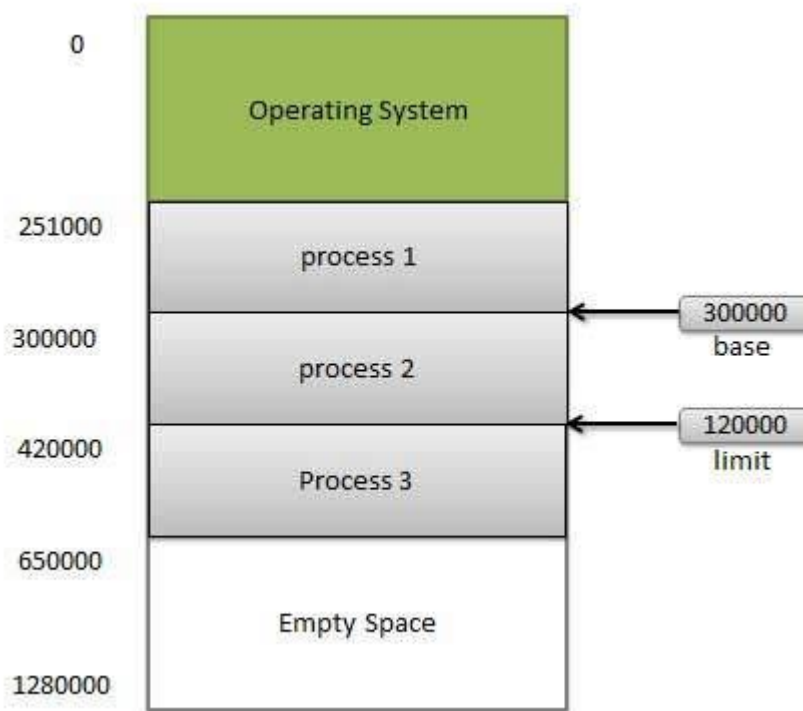 0
Operating System
251000
process 1
300000
base
300000
process 2
120000
limit
420000
Process 3
650000
Empty Space
1280000